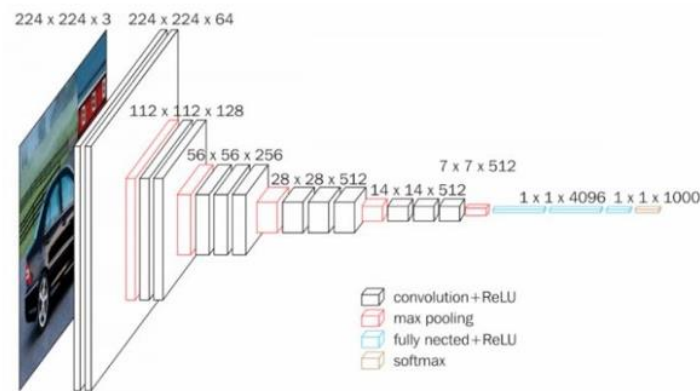 224 x 224 x 3
224 x 224 x 64
112 x 112 x 128
56 x 56 x 256
28 x 28 x 512
14 x 14 x 512
7 x 7 x 512
1 x 1 x 4096
1 x 1 x 1000
convolution+ReLU
max pooling
fully nected+ReLU
softmax